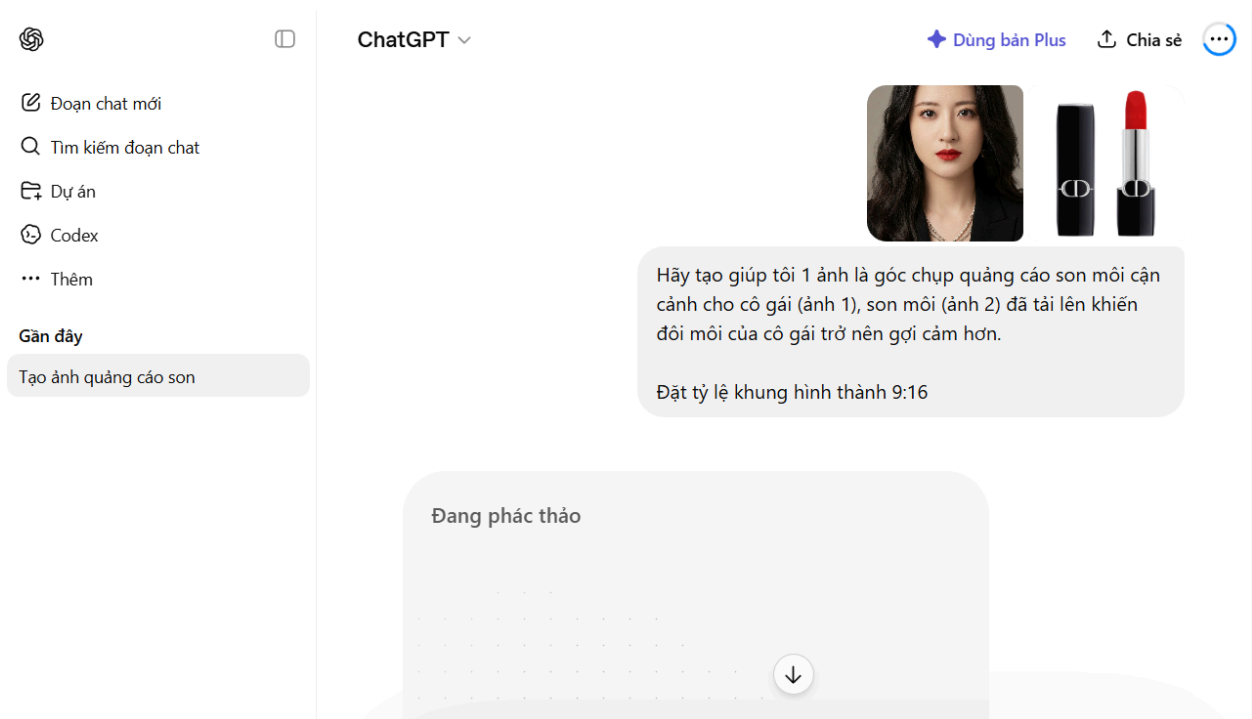 ChatGPT
Dùng bản Plus
Chia sẻ
Đoạn chat mới
Tìm kiếm đoạn chat
Dự án
Codex
Thêm
Gần đây
Tạo ảnh quảng cáo son
Hãy tạo giúp tôi 1 ảnh là góc chụp quảng cáo son môi cận
cảnh cho cô gái (ảnh 1), son môi (ảnh 2) đã tải lên khiến
đôi môi của cô gái trở nên gợi cảm hơn.
Đặt tỷ lệ khung hình thành 9:16
Đang phác thảo